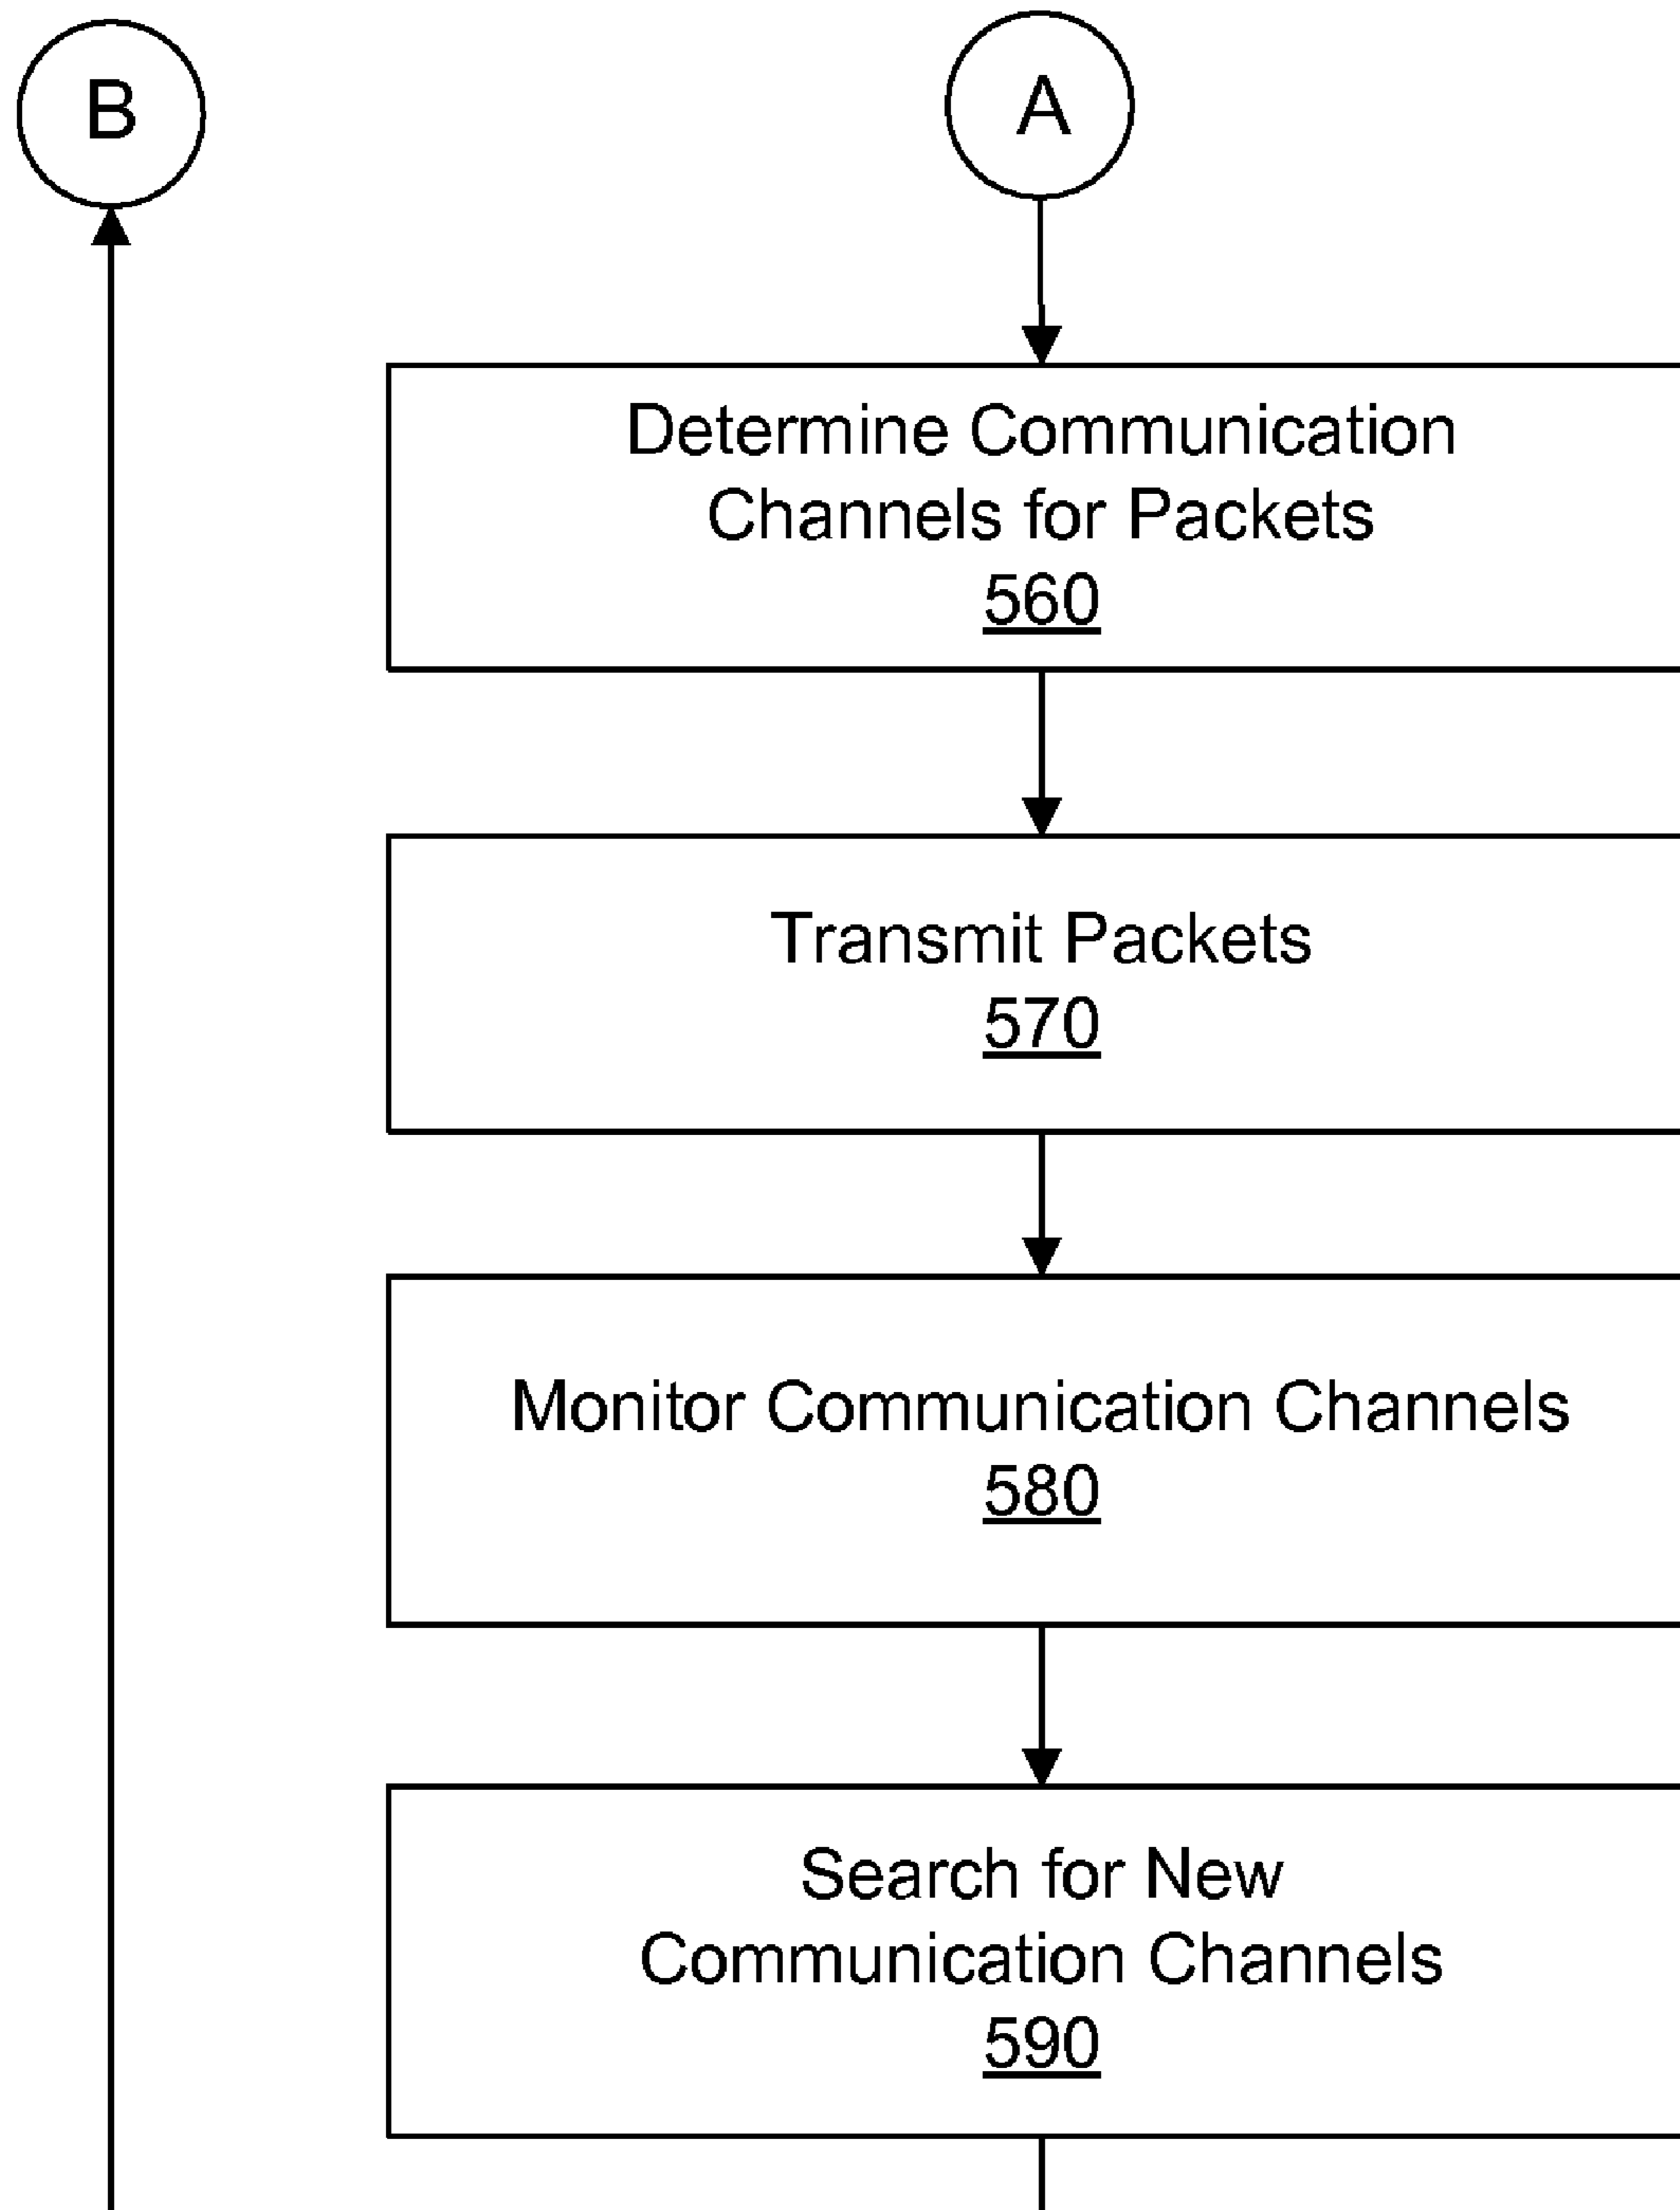 B
A
Determine Communication
Channels for Packets
560
Transmit Packets
570
Monitor Communication Channels
580
Search for New
Communication Channels
590